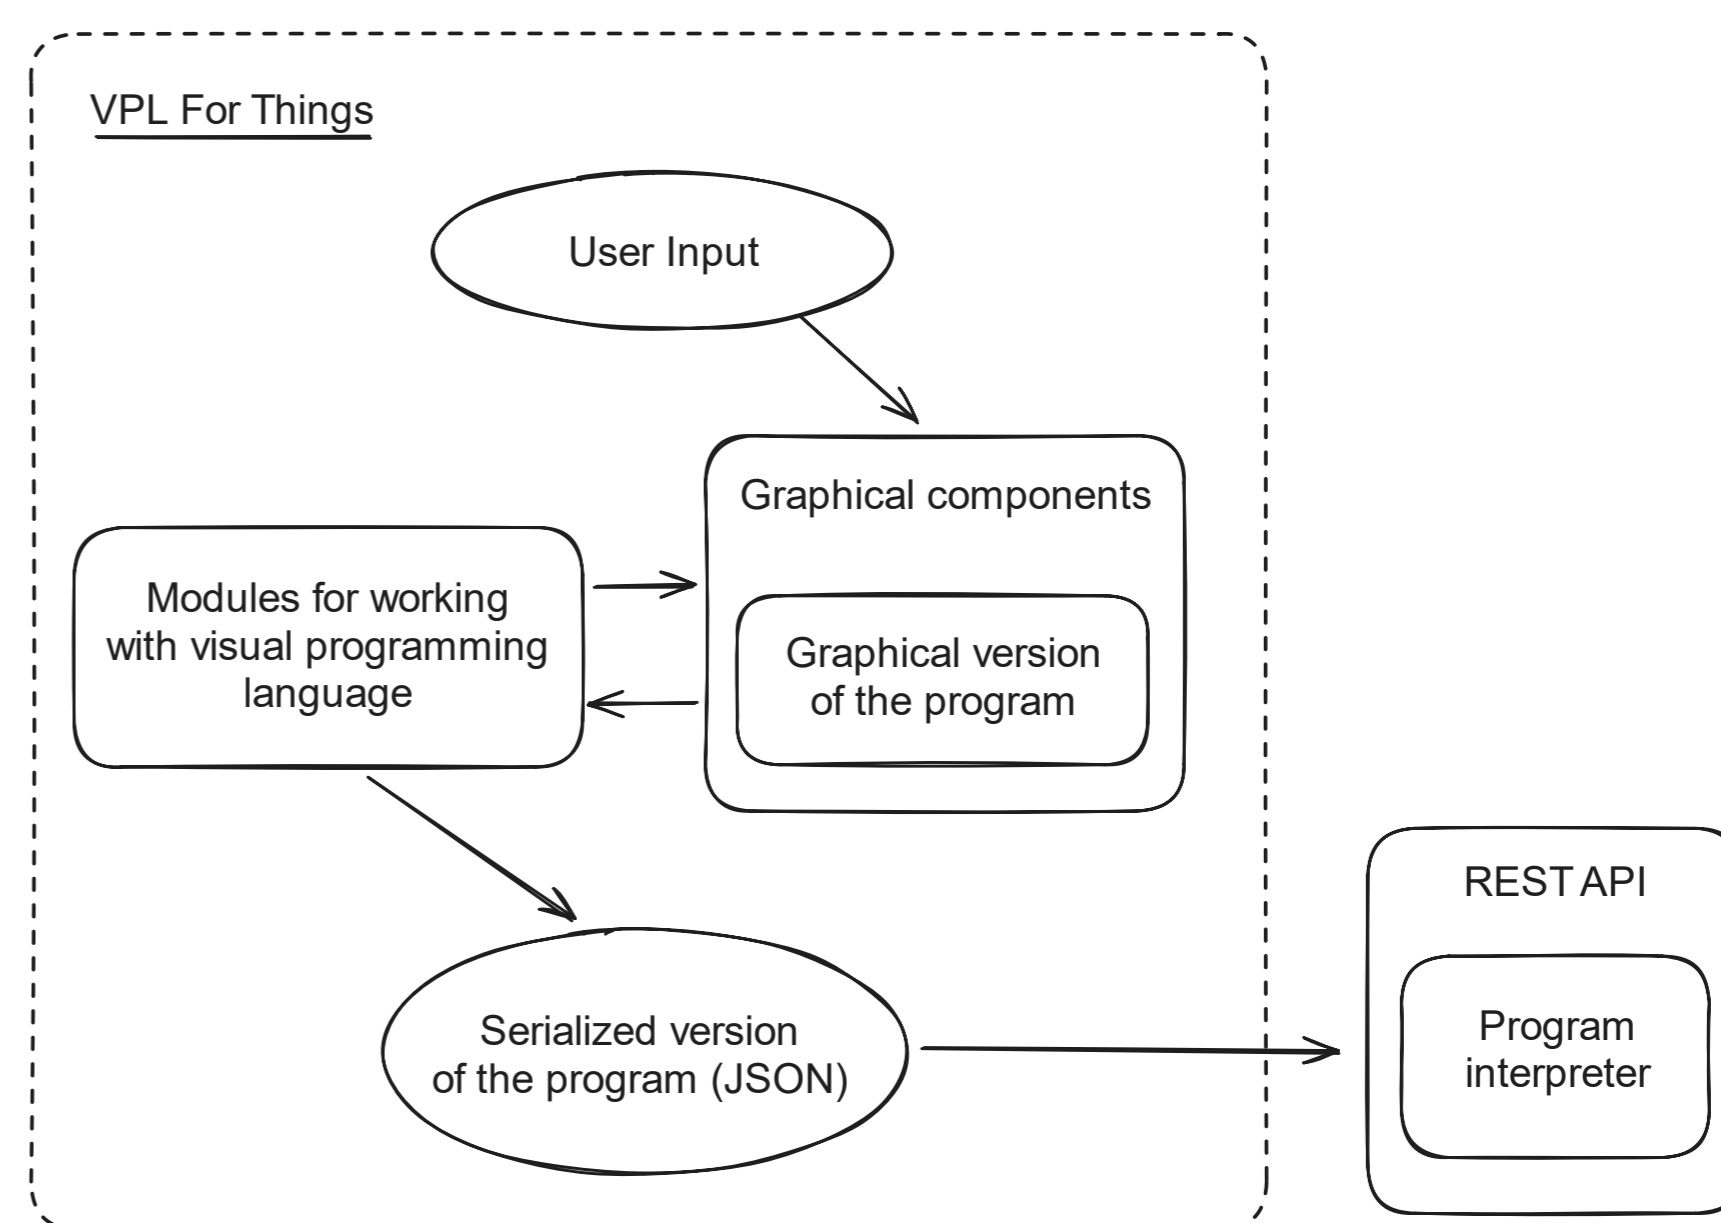 VPL For Things
User Input
Graphical components
Modules for working
with visual programming
language
Graphical version
of the program
REST API
Program
interpreter
Serialized version
of the program (JSON)